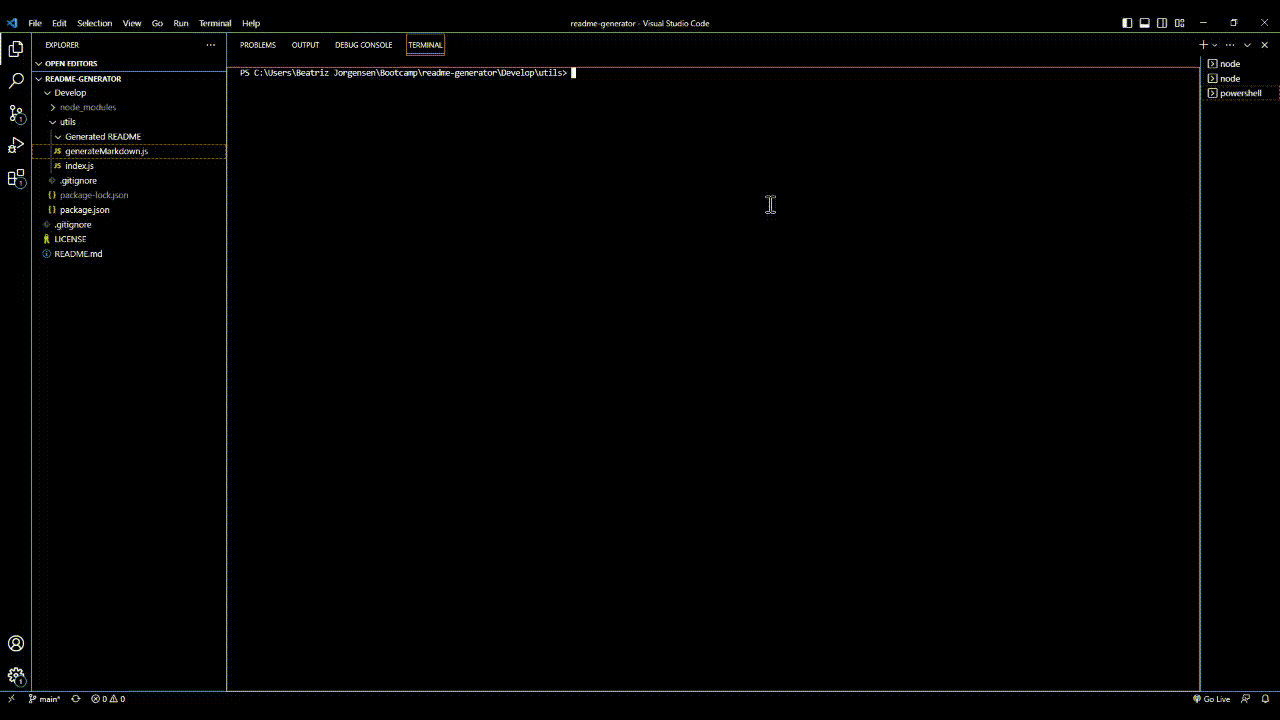 File Edit Selection View Go Run Terminal Help
readme-generator - Visual Studio Code
EXPLORER
OPEN EDITORS
README-GENERATOR
Develop
node_modules
utils
Generated README
JS generateMarkdown.js
JS index.js
.gitignore
{} package-lock.json
{} package.json
.gitignore
LICENSE
README.md
PROBLEMS OUTPUT DEBUG CONSOLE TERMINAL
PS C:\Users\Beatriz Jorgensen\Bootcamp\readme-generator\Develop\utils>
node
node
powershell
1
1
1
main* 0 0
Go Live